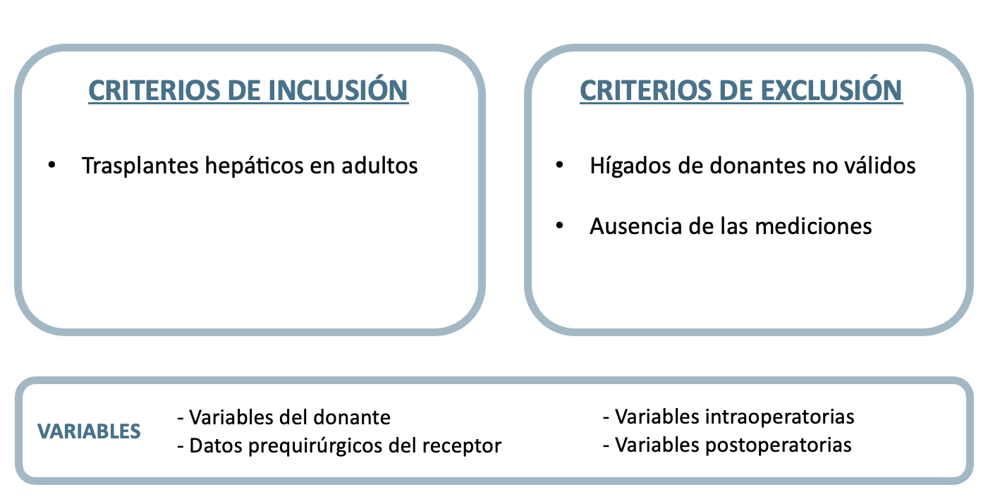 CRITERIOS DE INCLUSIÓN
• Trasplantes hepáticos en adultos
CRITERIOS DE EXCLUSIÓN
• Hígados de donantes no válidos
• Ausencia de las mediciones
VARIABLES
- Variables del donante
- Datos prequirúrgicos del receptor
- Variables intraoperatorias
- Variables postoperatorias